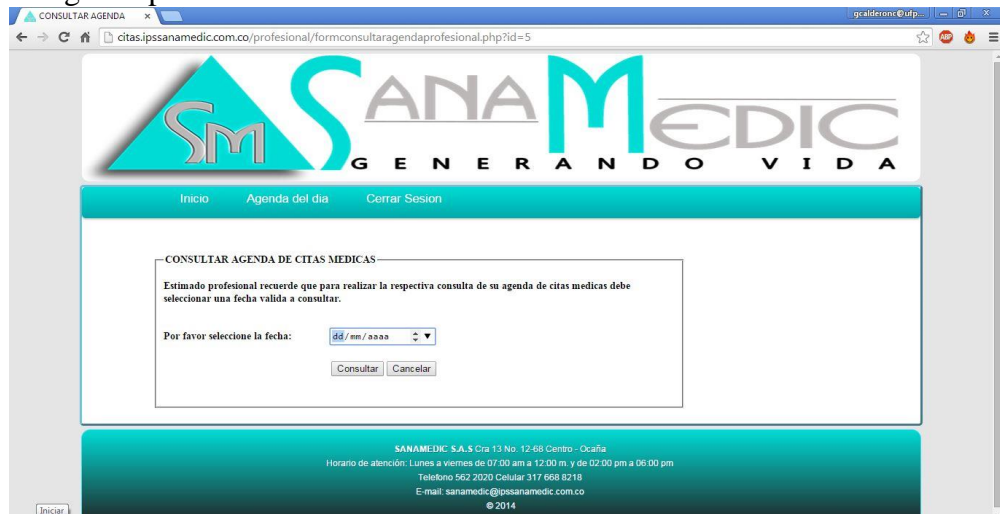 CONSULTAR AGENDA
gcalderonc@ufp...
citas.ipssanamedic.com.co/profesional/formconsultaragendaprofesional.php?id=5
ABP
SM SANAMEDIC
GENERANDO VIDA
Inicio Agenda del dia Cerrar Sesion
CONSULTAR AGENDA DE CITAS MEDICAS
Estimado profesional recuerde que para realizar la respectiva consulta de su agenda de citas medicas debe
seleccionar una fecha valida a consultar.
Por favor seleccione la fecha: dd/mm/aaaa
Consultar Cancelar
SANAMEDIC S.A.S Cra 13 No. 12-68 Centro - Ocaña
Horario de atención: Lunes a viernes de 07:00 am a 12:00 m. y de 02:00 pm a 06:00 pm
Telefono 562 2020 Celular 317 668 8218
E-mail: sanamedic@ipssanamedic.com.co
© 2014
Iniciar